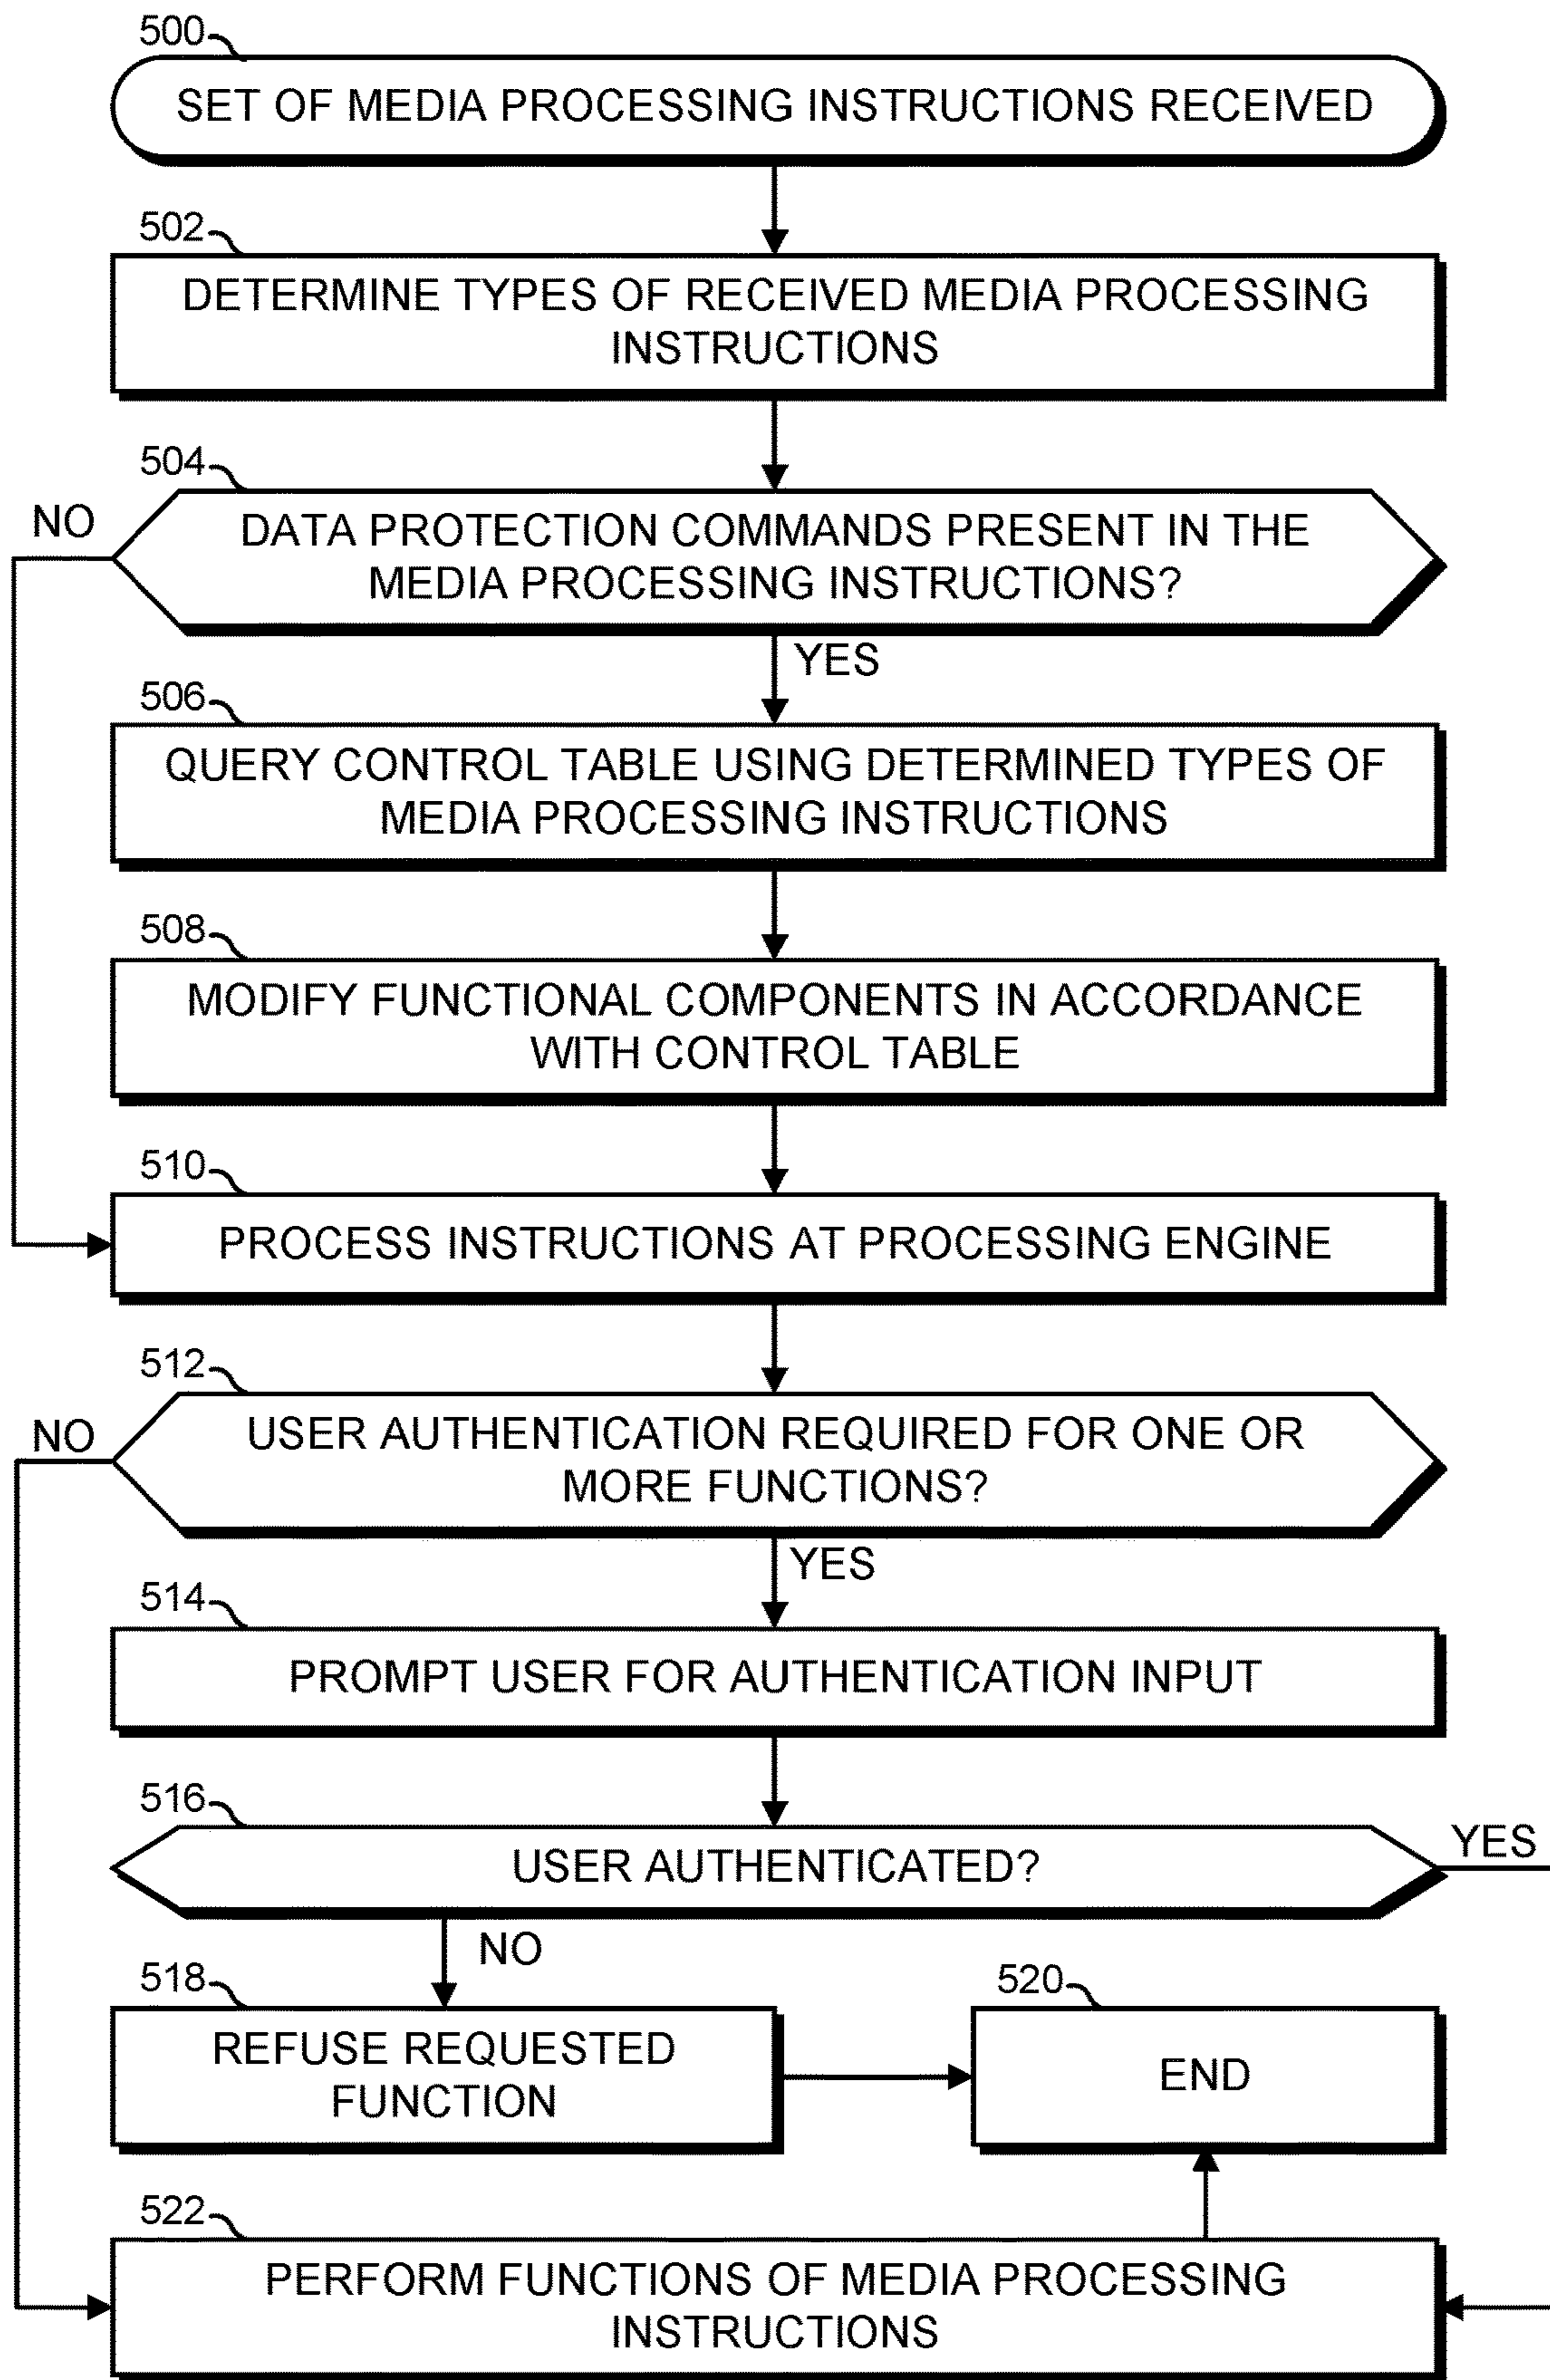 500
SET OF MEDIA PROCESSING INSTRUCTIONS RECEIVED
502
DETERMINE TYPES OF RECEIVED MEDIA PROCESSING
INSTRUCTIONS
504
NO
DATA PROTECTION COMMANDS PRESENT IN THE
MEDIA PROCESSING INSTRUCTIONS?
YES
506
QUERY CONTROL TABLE USING DETERMINED TYPES OF
MEDIA PROCESSING INSTRUCTIONS
508
MODIFY FUNCTIONAL COMPONENTS IN ACCORDANCE
WITH CONTROL TABLE
510
PROCESS INSTRUCTIONS AT PROCESSING ENGINE
512
NO
USER AUTHENTICATION REQUIRED FOR ONE OR
MORE FUNCTIONS?
YES
514
PROMPT USER FOR AUTHENTICATION INPUT
516
USER AUTHENTICATED?
YES
NO
518
REFUSE REQUESTED
FUNCTION
520
END
522
PERFORM FUNCTIONS OF MEDIA PROCESSING
INSTRUCTIONS